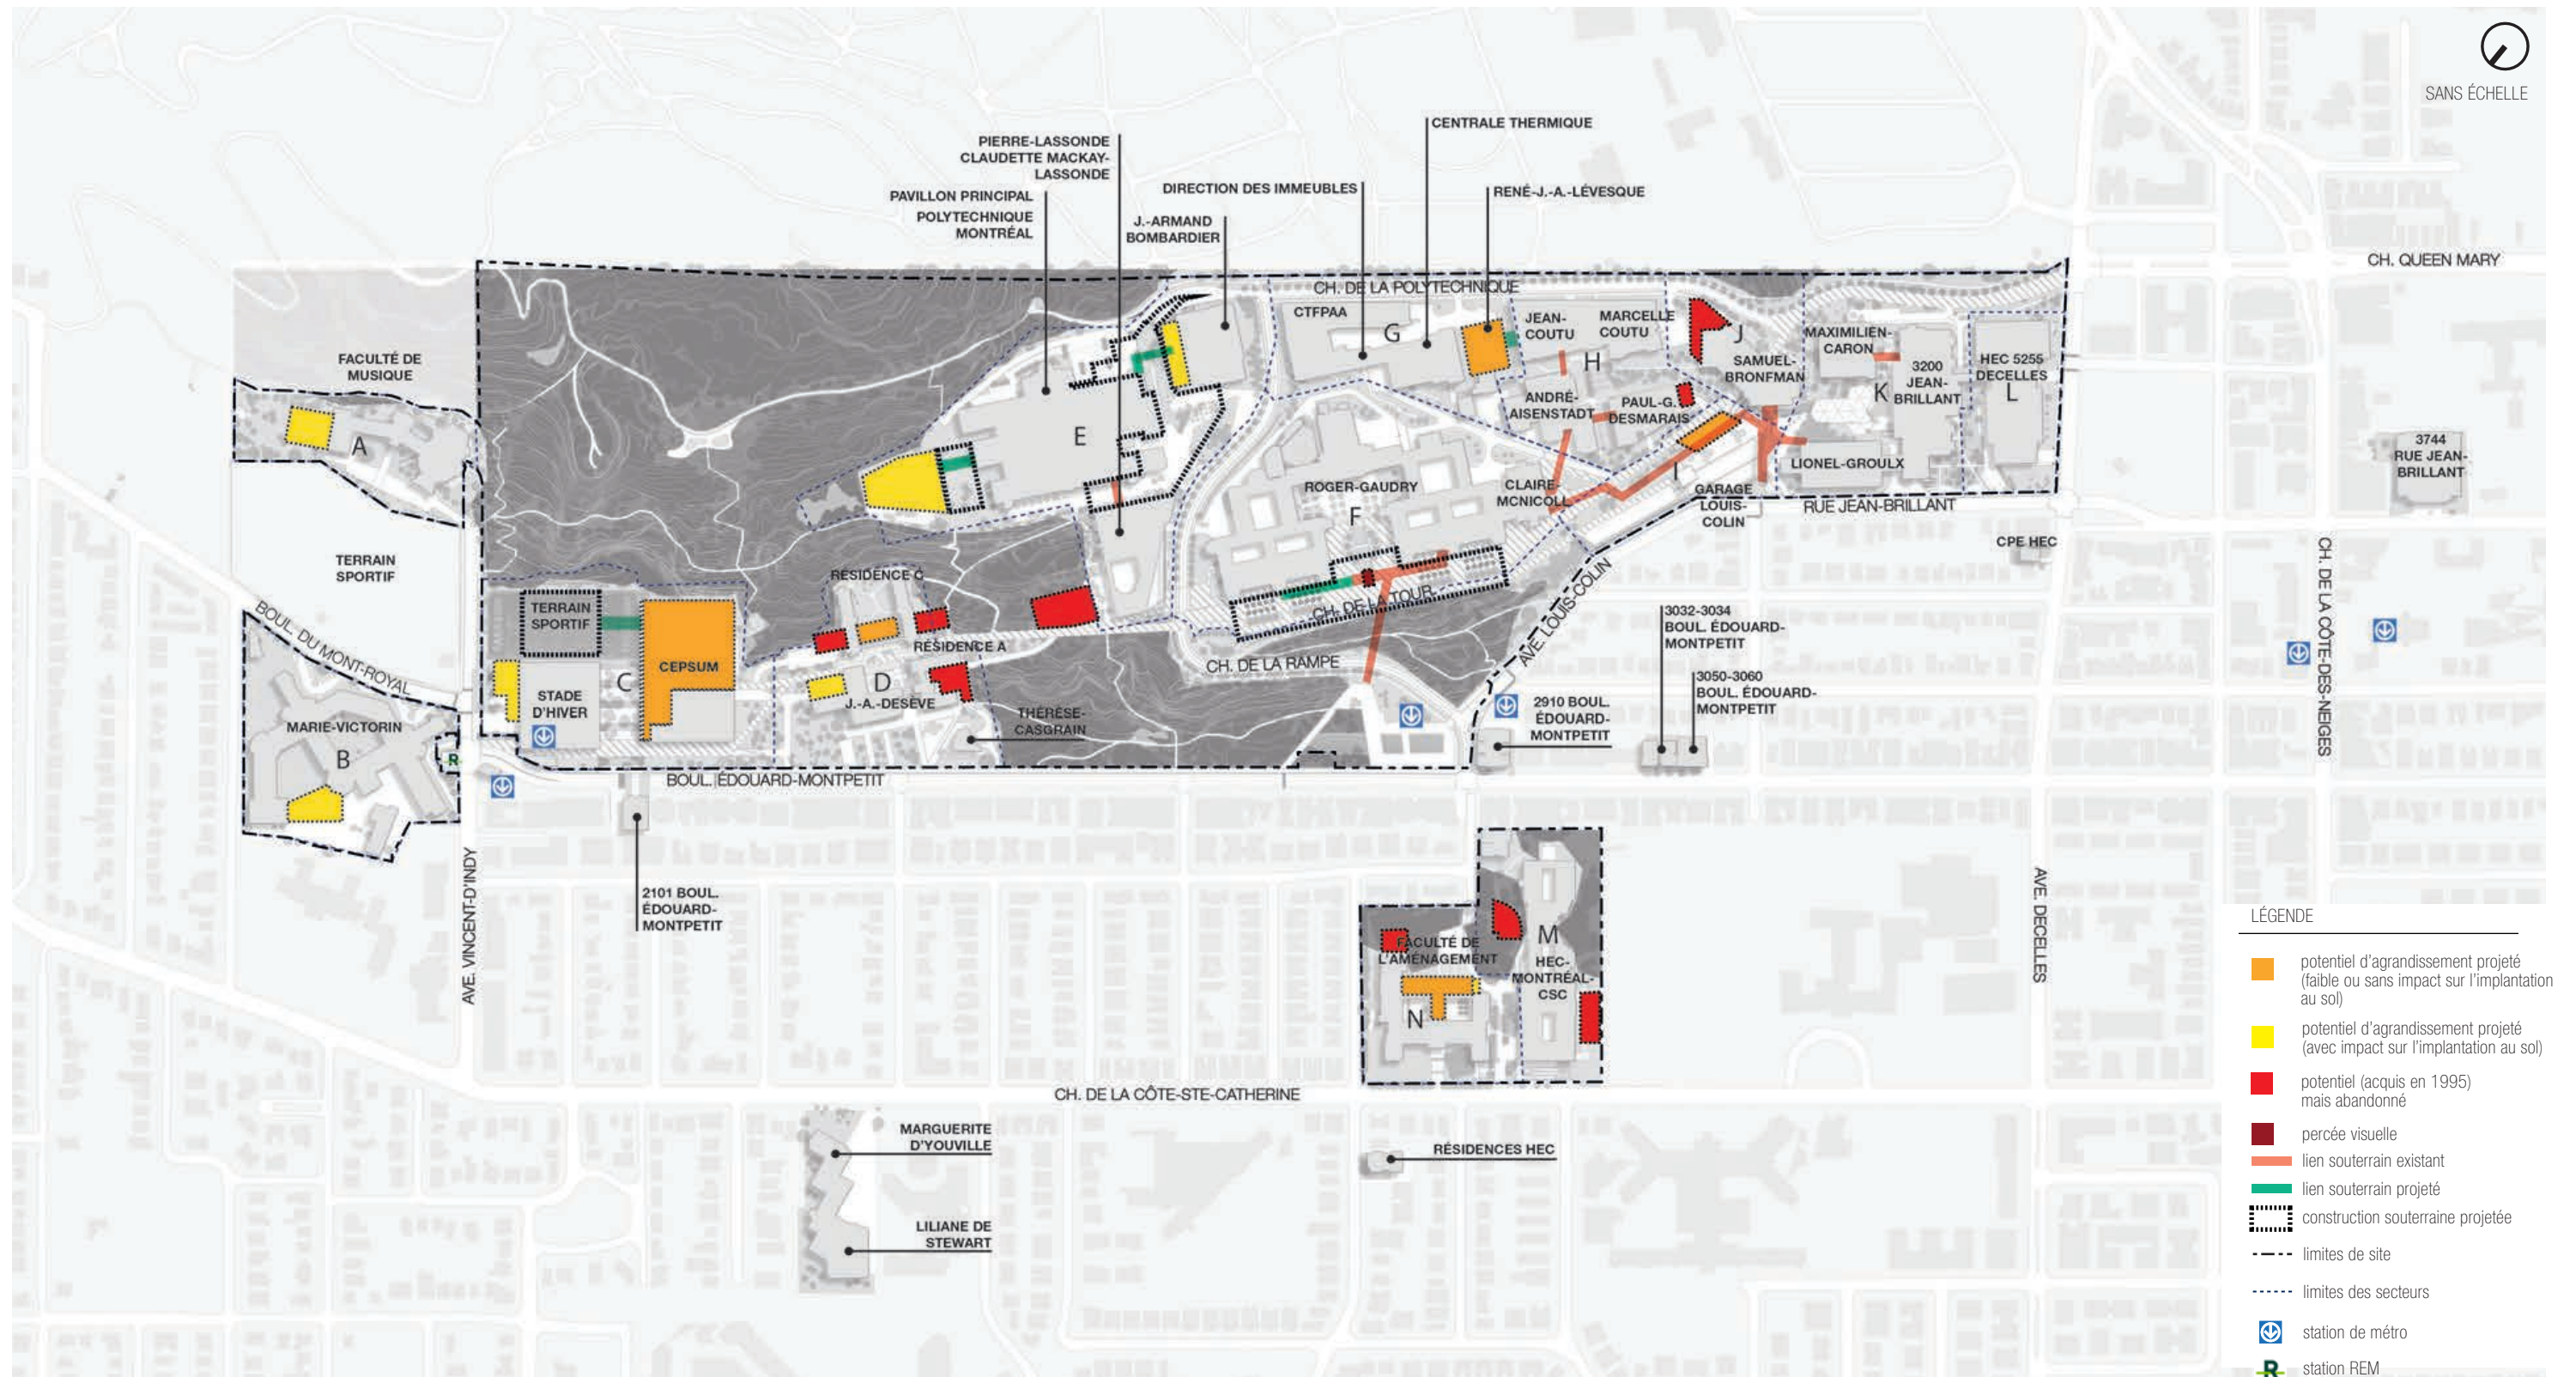 SANS ÉCHELLE
CENTRALE THERMIQUE
PIERRE-LASSONDE
CLAUDETTE MACKAY-
LASSONDE
DIRECTION DES IMMEUBLES
RENÉ-J.-A.-LÉVESQUE
PAVILLON PRINCIPAL
POLYTECHNIQUE
MONTRÉAL
J.-ARMAND
BOMBARDIER
CH. QUEEN MARY
CH. DE LA POLYTECHNIQUE
CTFPAA
G
JEAN-
COUTU
MARCELLE
COUTU
H
J
SAMUEL-
BRONFMAN
MAXIMILIEN-
CARON
3200
JEAN-
BRILLANT
K
HEC 5255
DECELLES
L
FACULTÉ DE
MUSIQUE
A
E
ANDRÉ-
AISENSTADT
PAUL-G.
DESMARAIS
3744
RUE JEAN-
BRILLANT
LIONEL-GROULX
ROGER-GAUDRY
F
CLAIRE-
MCNICOLL
I
GARAGE
LOUIS-
COLIN
RUE JEAN-BRILLANT
CPE HEC
CH. DE LA CÔTE-DES-NEIGES
TERRAIN
SPORTIF
RÉSIDENCE C
TERRAIN
SPORTIF
CH. DE LA TOUR
AVE. LOUIS-COLIN
BOUL. DU MONT-ROYAL
RÉSIDENCE A
CEPSUM
CH. DE LA RAMPE
3032-3034
BOUL. ÉDOUARD-
MONTPETIT
3050-3060
BOUL. ÉDOUARD-
MONTPETIT
C
STADE
D'HIVER
D
J.-A.-DESÈVE
THÉRÈSE-
CASGRAIN
2910 BOUL.
ÉDOUARD-
MONTPETIT
MARIE-VICTORIN
B
R
BOUL. ÉDOUARD-MONTPETIT
AVE. VINCENT-D'INDY
2101 BOUL.
ÉDOUARD-
MONTPETIT
AVE. DECELLES
FACULTÉ DE
L'AMÉNAGEMENT
M
HEC-
MONTRÉAL-
CSC
N
CH. DE LA CÔTE-STE-CATHERINE
MARGUERITE
D'YOUVILLE
RÉSIDENCES HEC
LILIANE DE
STEWART
LÉGENDE
potentiel d'agrandissement projeté
(faible ou sans impact sur l'implantation
au sol)
potentiel d'agrandissement projeté
(avec impact sur l'implantation au sol)
potentiel (acquis en 1995)
mais abandonné
percée visuelle
lien souterrain existant
lien souterrain projeté
construction souterraine projetée
limites de site
limites des secteurs
station de métro
R
station REM